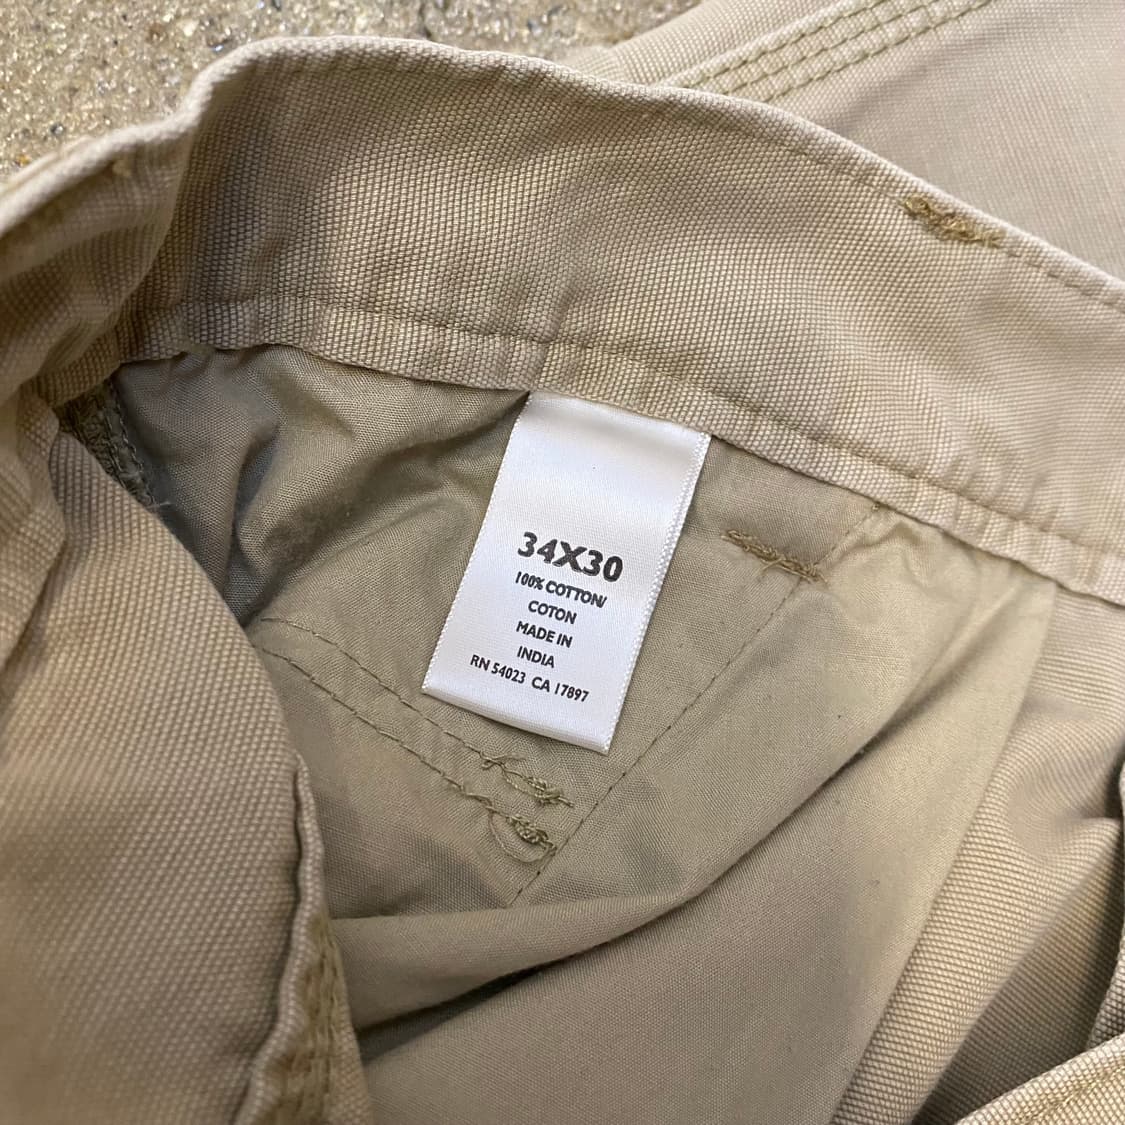 34X30
100% COTTON/
COTON
MADE IN
INDIA
RN 54023 CA 17897